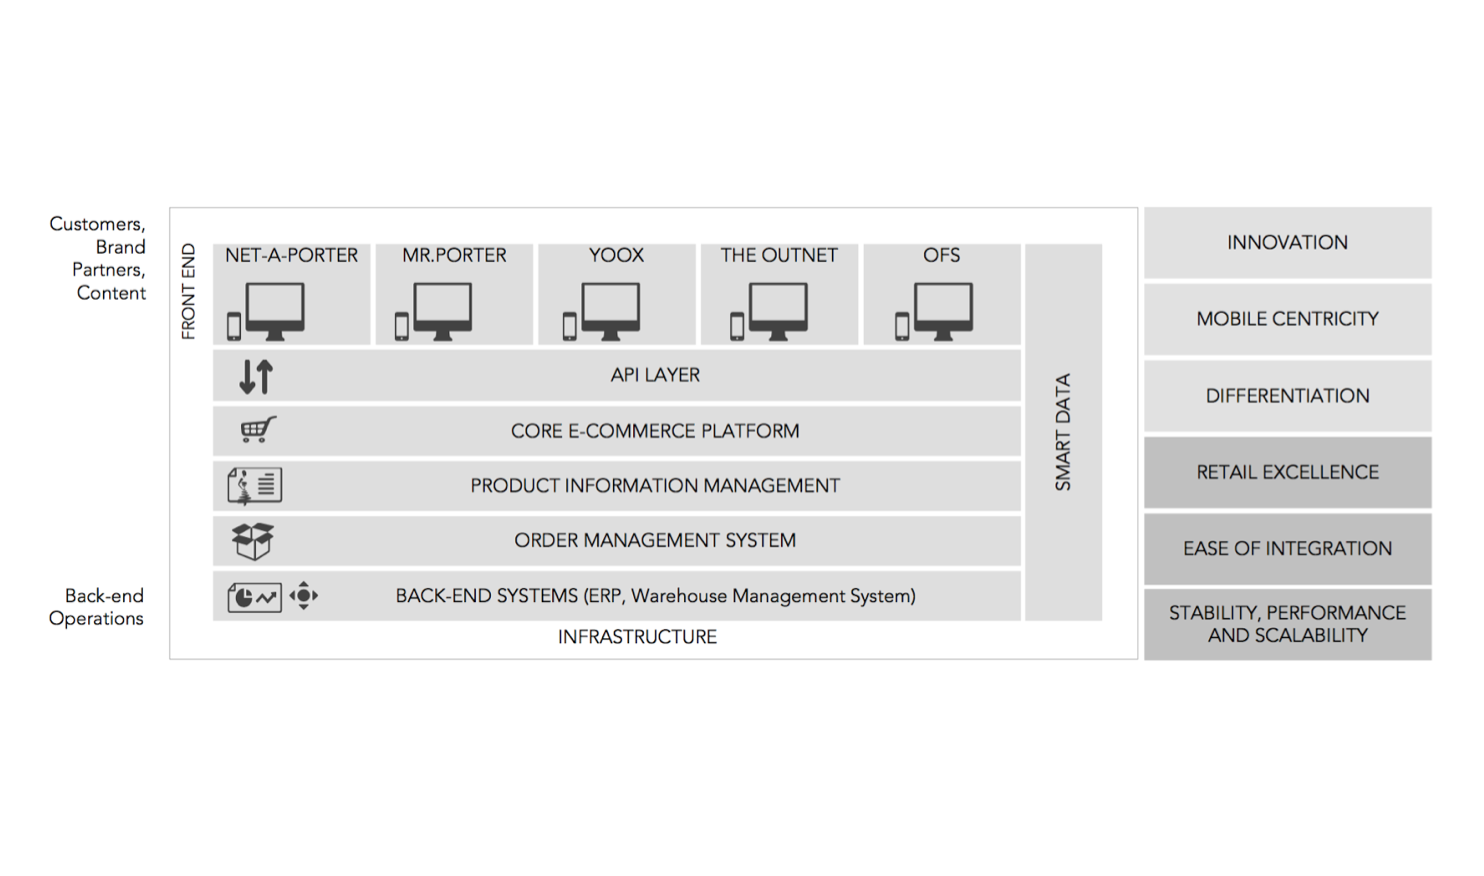 Customers,
Brand
Partners,
Content
FRONT END
NET-A-PORTER
MR.PORTER
YOOX
THE OUTNET
OFS
API LAYER
CORE E-COMMERCE PLATFORM
PRODUCT INFORMATION MANAGEMENT
ORDER MANAGEMENT SYSTEM
Back-end
Operations
BACK-END SYSTEMS (ERP, Warehouse Management System)
INFRASTRUCTURE
SMART DATA
INNOVATION
MOBILE CENTRICITY
DIFFERENTIATION
RETAIL EXCELLENCE
EASE OF INTEGRATION
STABILITY, PERFORMANCE
AND SCALABILITY